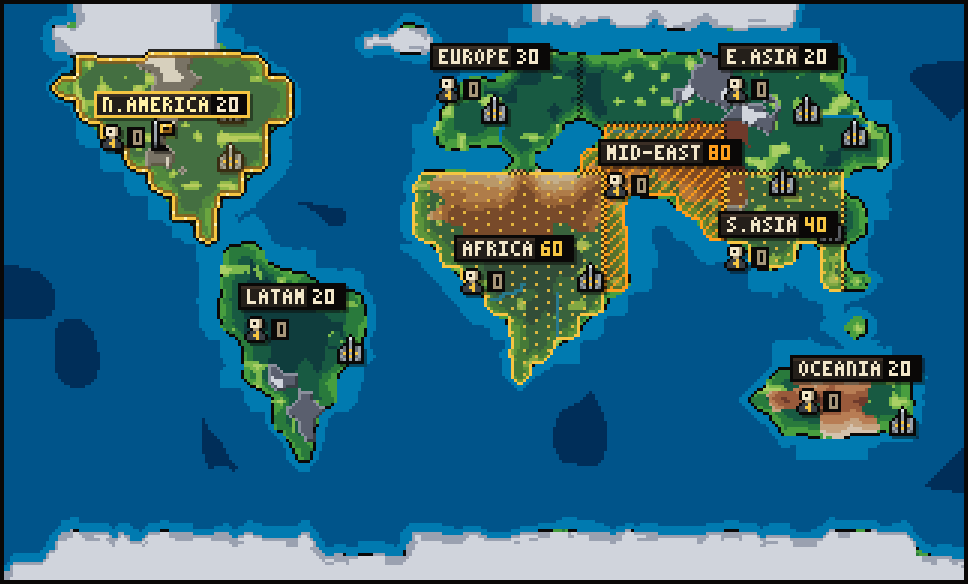 EUROPE 30
E.ASIA 20
0
0
N.AMERICA 20
0
MID-EAST 80
0
S.ASIA 40
AFRICA 60
0
0
LATAM 20
0
OCEANIA 20
0